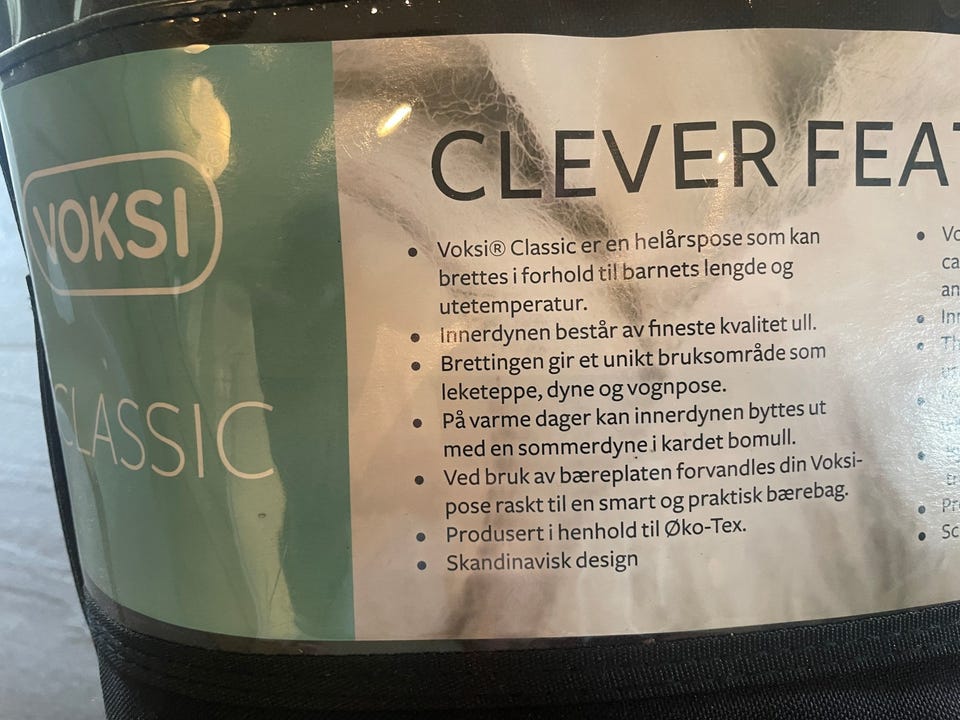 VOKSI
CLASSIC
CLEVER
Voksi® Classic er en helårspose som kan
brettes i forhold til barnets lengde og
utetemperatur.
Innerdynen består av fineste kvalitet ull.
Brettingen gir et unikt bruksområde som
leketeppe, dyne og vognpose.
På varme dager kan innerdynen byttes ut
med en sommerdyne i kardet bomull.
Ved bruk av bæreplaten forvandles din Voksi-
pose raskt til en smart og praktisk bærebag.
Produsert i henhold til Øko-Tex.
Skandinavisk design